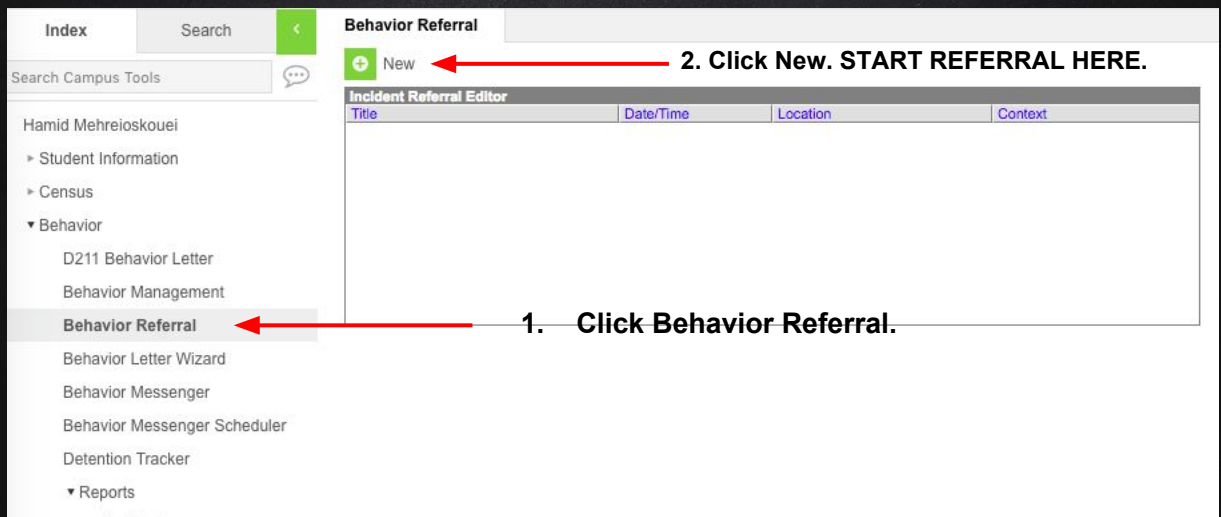 Index Search
Search Campus Tools
Hamid Mehreioskouei
Student Information
Census
Behavior
D211 Behavior Letter
Behavior Management
Behavior Referral
Behavior Letter Wizard
Behavior Messenger
Behavior Messenger Scheduler
Detention Tracker
Reports
Behavior Referral
New
2. Click New. START REFERRAL HERE.
Incident Referral Editor
Title Date/Time Location Context
1. Click Behavior Referral.